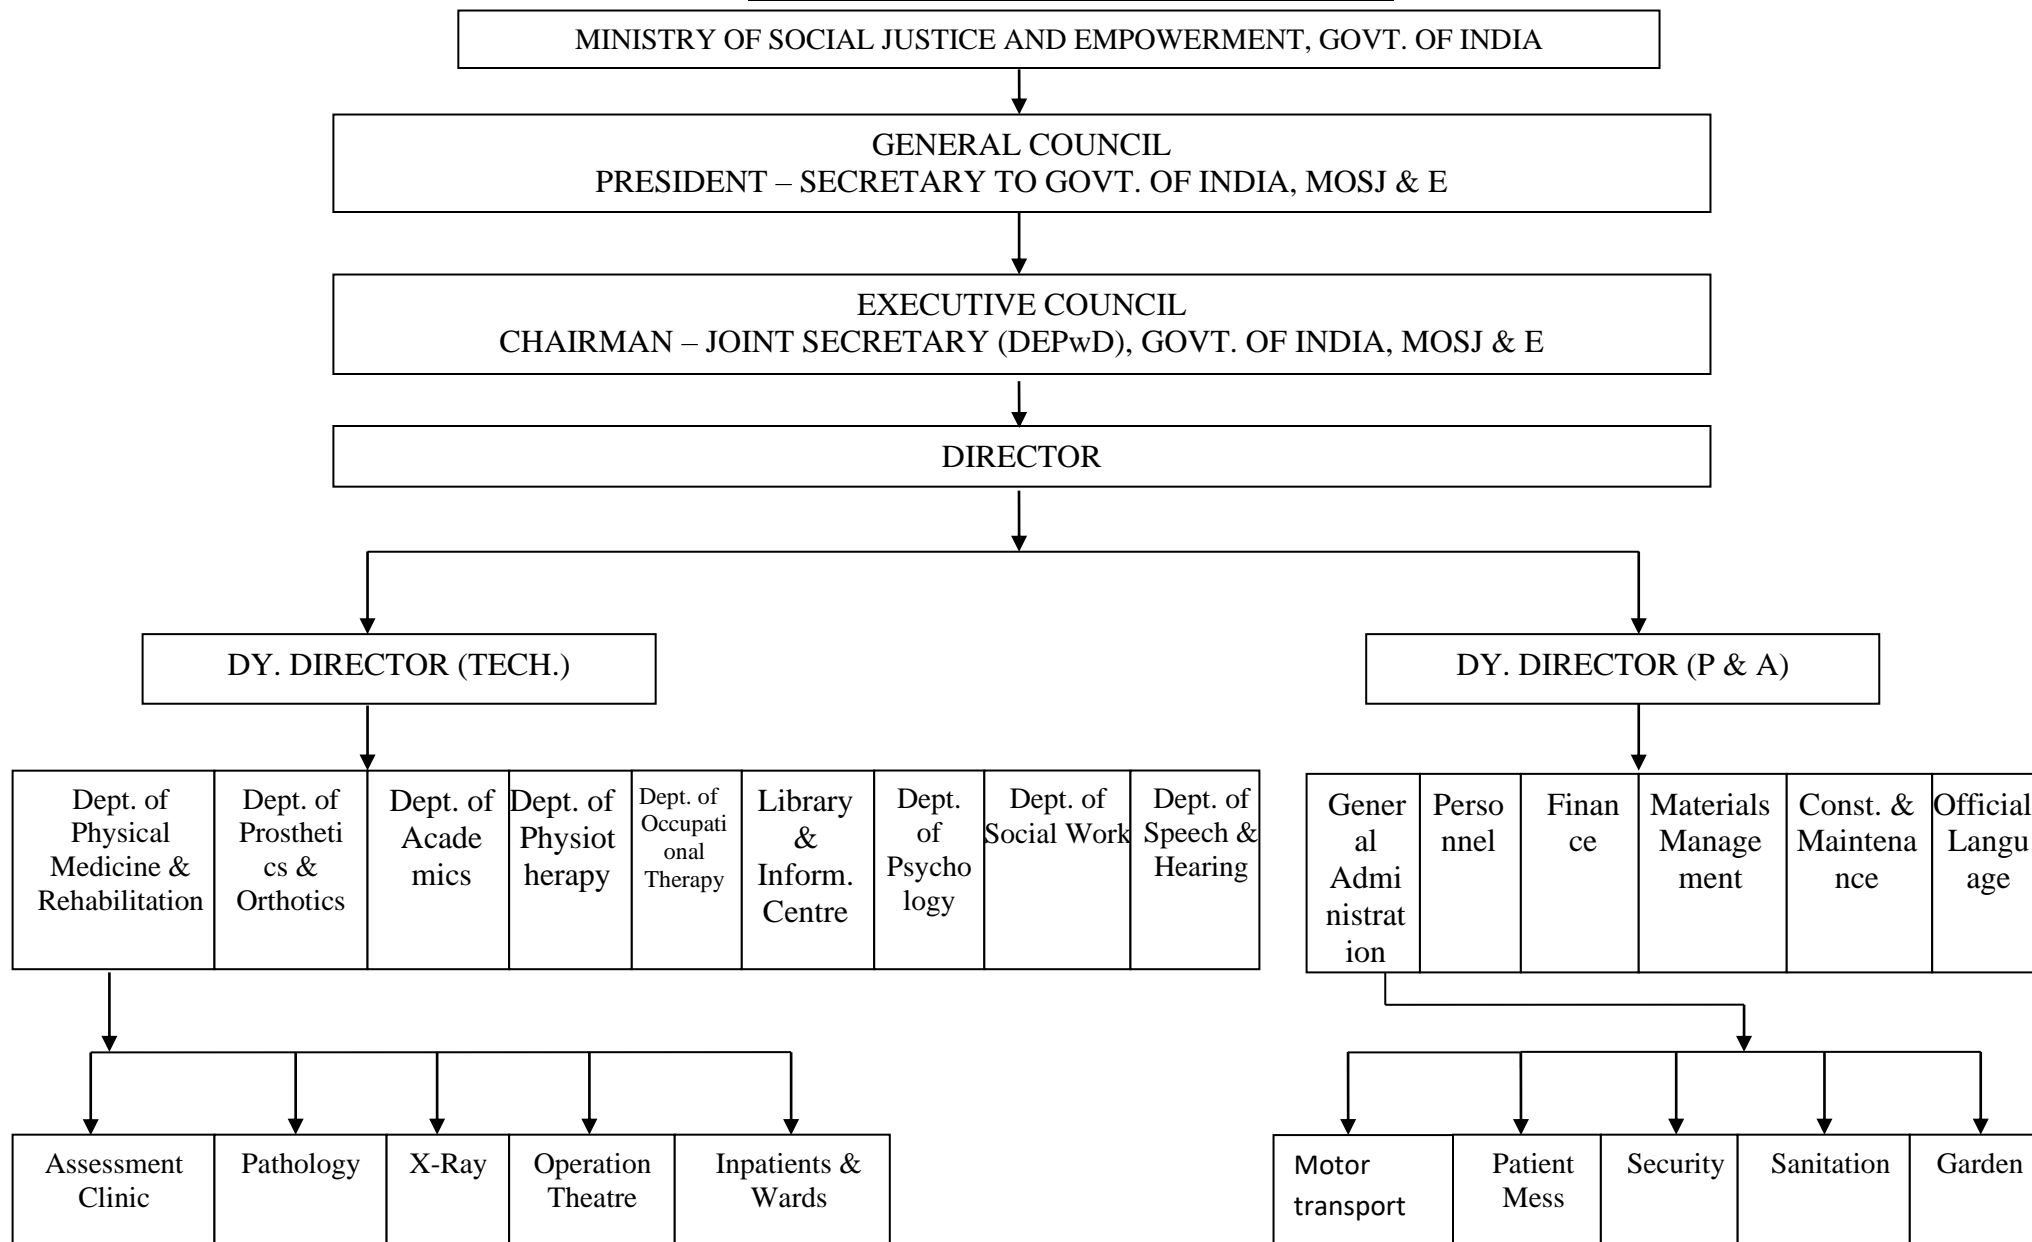 MINISTRY OF SOCIAL JUSTICE AND EMPOWERMENT, GOVT. OF INDIA
GENERAL COUNCIL
PRESIDENT – SECRETARY TO GOVT. OF INDIA, MOSJ & E
EXECUTIVE COUNCIL
CHAIRMAN – JOINT SECRETARY (DEPwD), GOVT. OF INDIA, MOSJ & E
DIRECTOR
DY. DIRECTOR (TECH.)
DY. DIRECTOR (P & A)
Dept. of
Physical
Medicine &
Rehabilitation
Dept. of
Prostheti
cs &
Orthotics
Dept. of
Acade
mics
Dept. of
Physiot
herapy
Dept. of
Occupati
onal
Therapy
Library
&
Inform.
Centre
Dept.
of
Psycho
logy
Dept. of
Social Work
Dept. of
Speech &
Hearing
Gener
al
Admi
nistrat
ion
Perso
nnel
Finan
ce
Materials
Manage
ment
Const. &
Maintena
nce
Official
Langu
age
Assessment
Clinic
Pathology
X-Ray
Operation
Theatre
Inpatients &
Wards
Motor
transport
Patient
Mess
Security
Sanitation
Garden